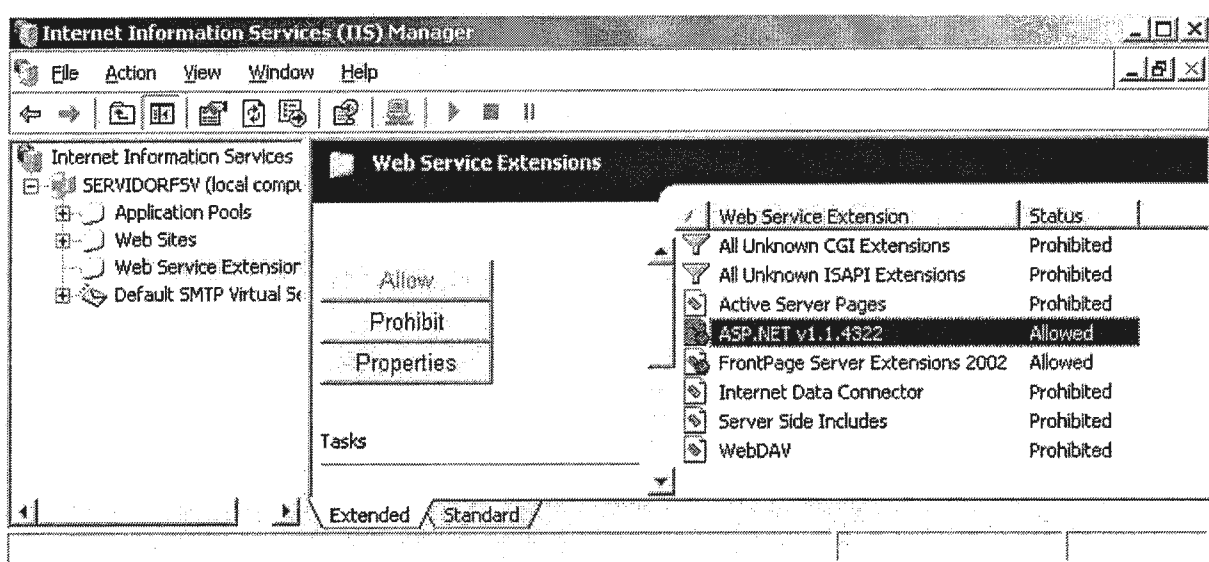 Internet Information Services (IIS) Manager
File Action View Window Help
Internet Information Services
SERVIDORFSV (local compu
Application Pools
Web Sites
Web Service Extension
Default SMTP Virtual Se
Web Service Extensions
Allow
Prohibit
Properties
Tasks
Web Service Extension Status
All Unknown CGI Extensions Prohibited
All Unknown ISAPI Extensions Prohibited
Active Server Pages Prohibited
ASP.NET v1.1.4322 Allowed
FrontPage Server Extensions 2002 Allowed
Internet Data Connector Prohibited
Server Side Includes Prohibited
WebDAV Prohibited
Extended Standard